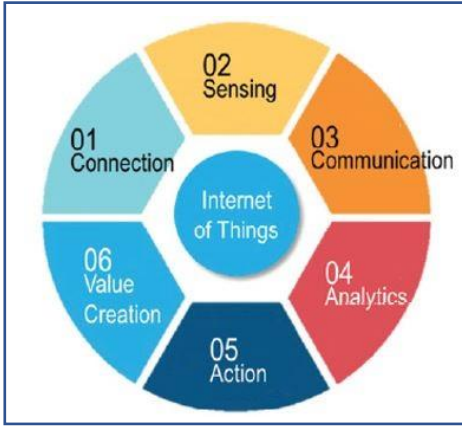 01
Connection
02
Sensing
03
Communication
04
Analytics
05
Action
06
Value
Creation
Internet
of Things